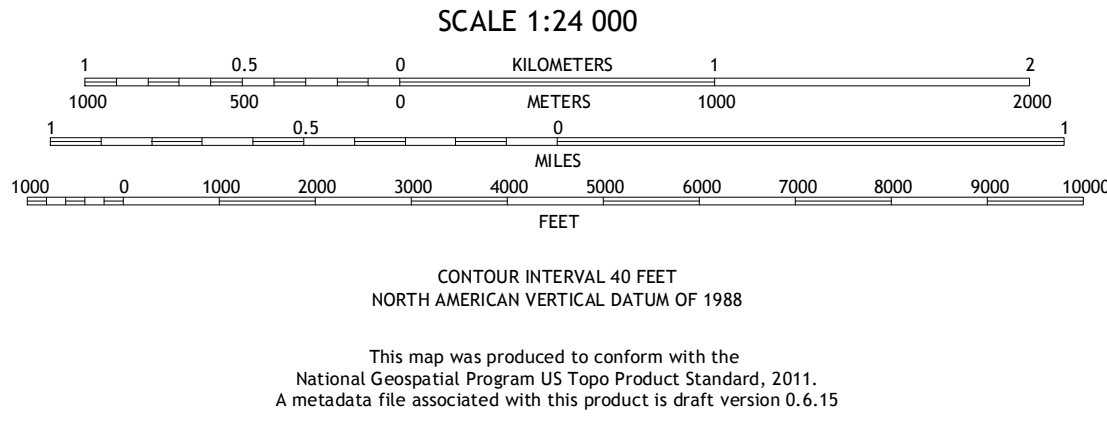 SCALE 1:24 000
1 0.5 0 KILOMETERS 1 2
1000 500 0 METERS 1000 2000
1 0.5 0 1
MILES
1000 0 1000 2000 3000 4000 5000 6000 7000 8000 9000 10000
FEET
CONTOUR INTERVAL 40 FEET
NORTH AMERICAN VERTICAL DATUM OF 1988
This map was produced to conform with the
National Geospatial Program US Topo Product Standard, 2011.
A metadata file associated with this product is draft version 0.6.15